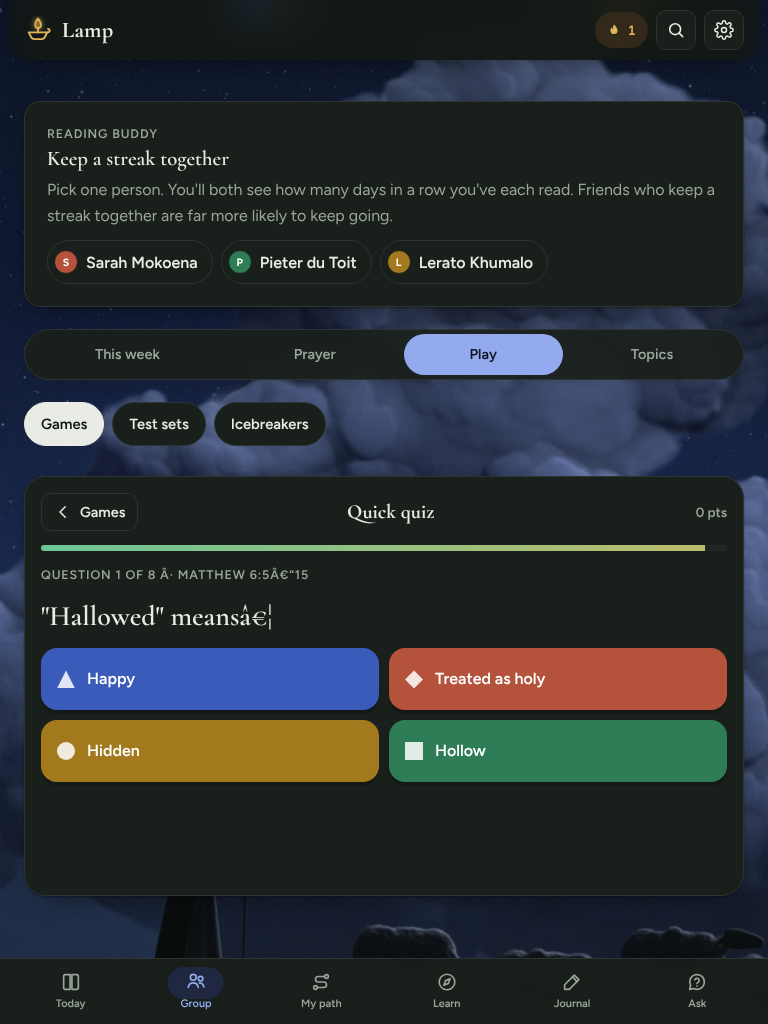 Lamp
1
READING BUDDY
Keep a streak together
Pick one person. You'll both see how many days in a row you've each read. Friends who keep a
streak together are far more likely to keep going.
S Sarah Mokoena P Pieter du Toit L Lerato Khumalo
This week Prayer Play Topics
Games Test sets Icebreakers
Games Quick quiz 0 pts
QUESTION 1 OF 8 Â· MATTHEW 6:5Â€“15
"Hallowed" meansâ€¦
Happy Treated as holy
Hidden Hollow
Today Group My path Learn Journal Ask